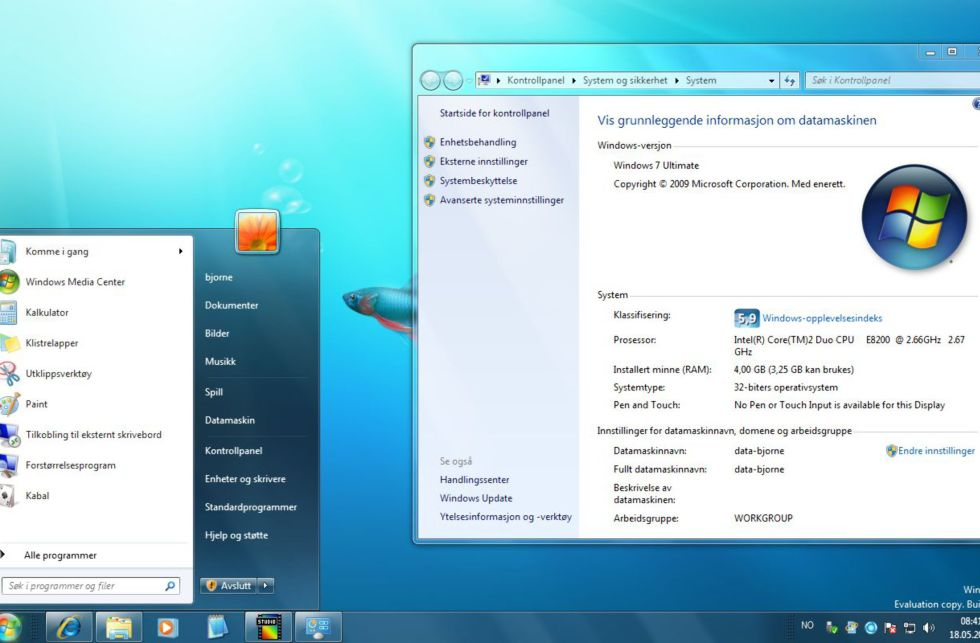 Kontrollpanel
System og sikkerhet
System
Søk i Kontrollpanel
Startside for kontrollpanel
Enhetsbehandling
Eksterne innstillinger
Systembeskyttelse
Avanserte systeminnstillinger
Se også
Handlingssenter
Windows Update
Ytelsesinformasjon og -verktøy
Vis grunnleggende informasjon om datamaskinen
Windows-versjon
Windows 7 Ultimate
Copyright © 2009 Microsoft Corporation. Med enerett.
System
Klassifisering: 5,9 Windows-opplevelsesindeks
Prosessor: Intel(R) Core(TM)2 Duo CPU E8200 @ 2.66GHz 2.67
GHz
Installert minne (RAM): 4,00 GB (3,25 GB kan brukes)
Systemtype: 32-biters operativsystem
Pen and Touch: No Pen or Touch Input is available for this Display
Innstillinger for datamaskinnavn, domene og arbeidsgruppe
Datamaskinnavn: data-bjorne Endre innstillinger
Fullt datamaskinnavn: data-bjorne
Beskrivelse av
datamaskinen:
Arbeidsgruppe: WORKGROUP
Komme i gang
Windows Media Center
Kalkulator
Klistrelapper
Utklippsverktøy
Paint
Tilkobling til eksternt skrivebord
Forstørrelsesprogram
Kabal
Alle programmer
Søk i programmer og filer
bjorne
Dokumenter
Bilder
Musikk
Spill
Datamaskin
Kontrollpanel
Enheter og skrivere
Standardprogrammer
Hjelp og støtte
Avslutt
Win
Evaluation copy. Bui
STUDIO
NO
08:4
18.05.2